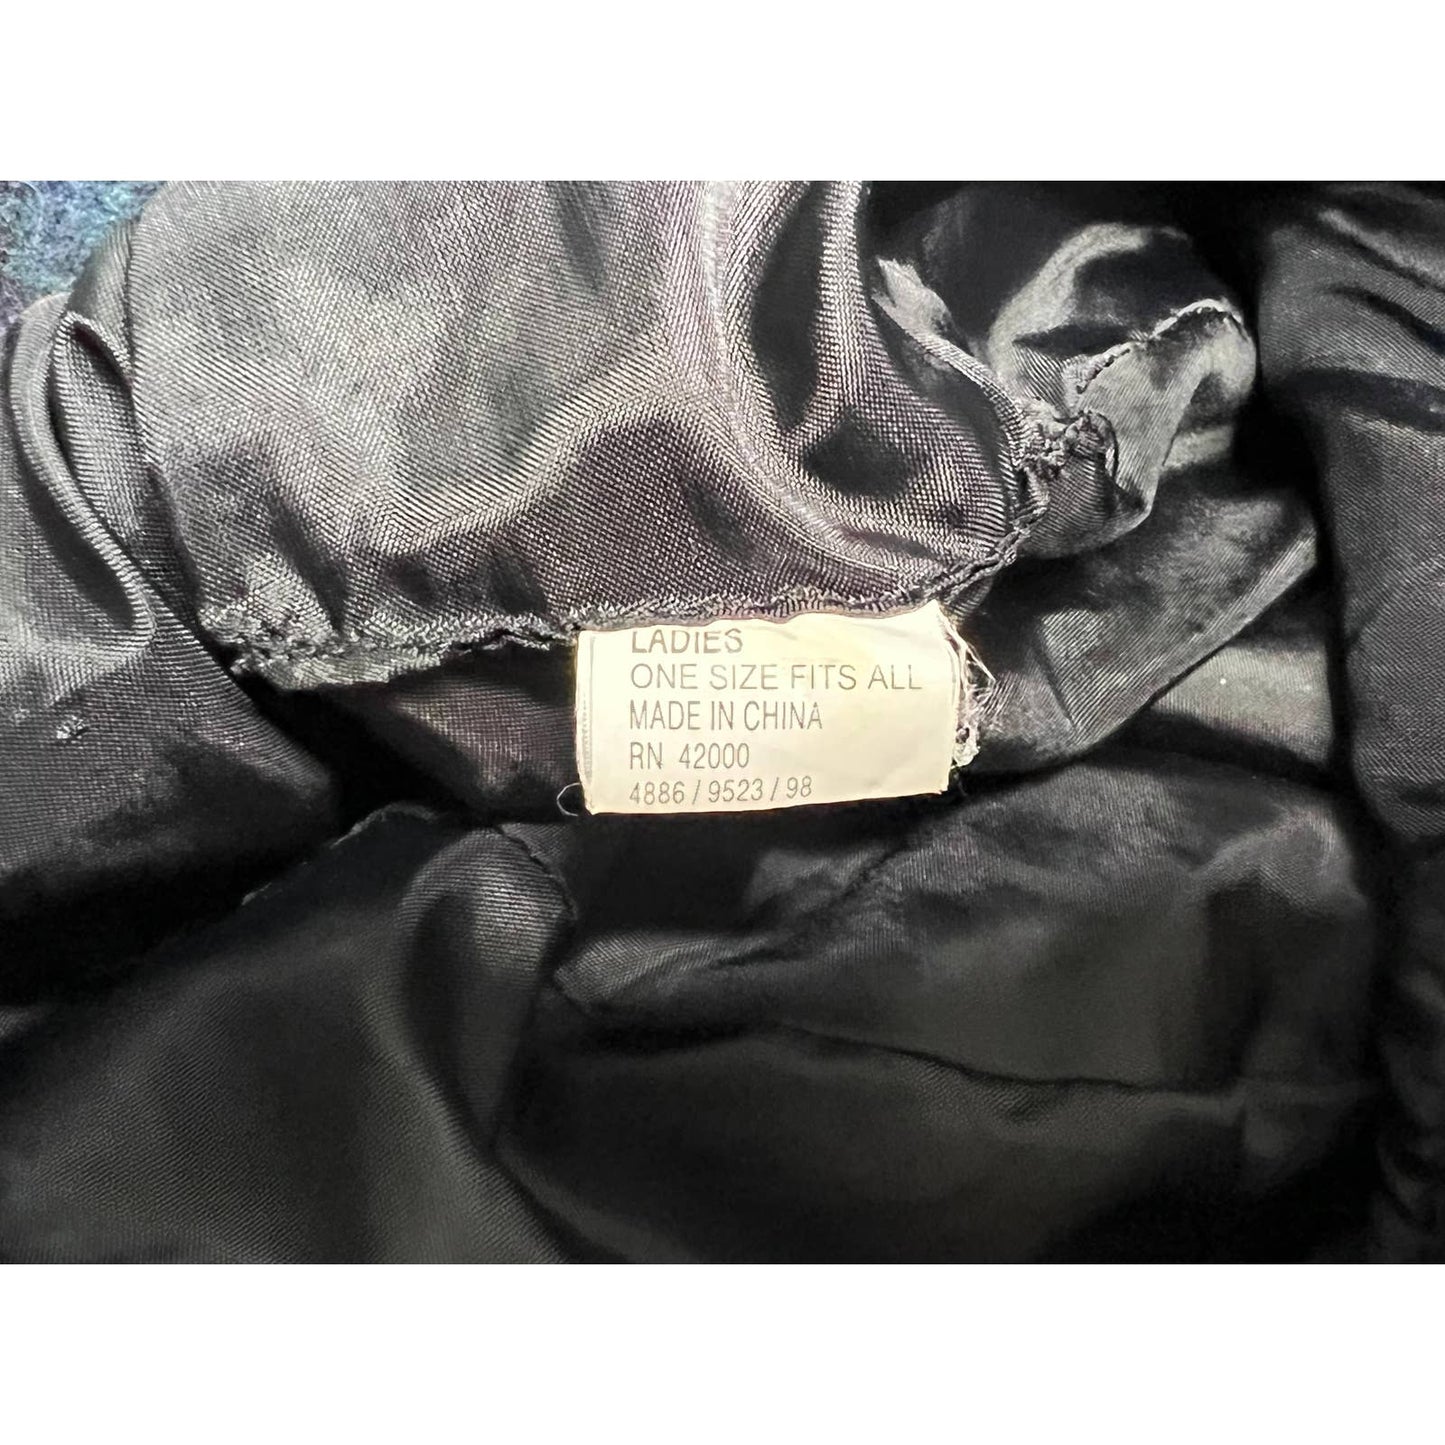 LADIES
ONE SIZE FITS ALL
MADE IN CHINA
RN 42000
4886 / 9523 / 98